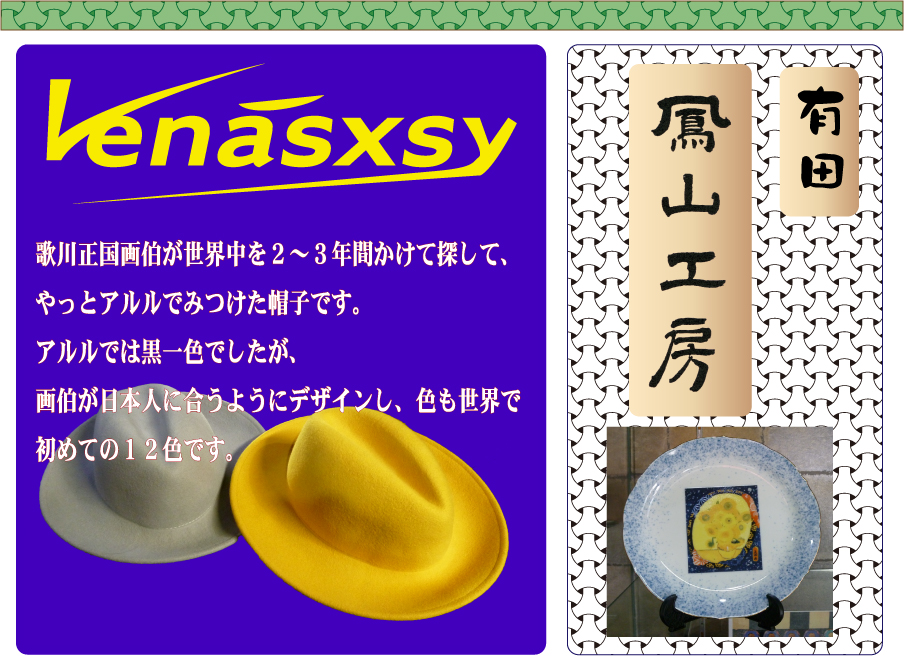 Venasxsy
歌川正国画伯が世界中を２～３年間かけて探して、
やっとアルルでみつけた帽子です。
アルルでは黒一色でしたが、
画伯が日本人に合うようにデザインし、色も世界で
初めての１２色です。
有田
鳳山工房